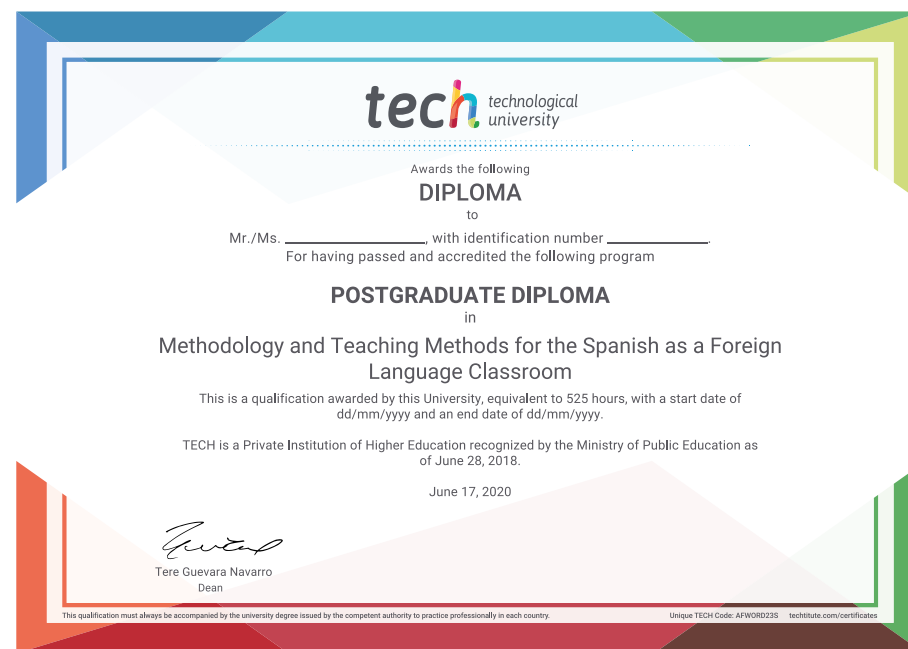 tech technological
university
Awards the following
DIPLOMA
to
Mr./Ms. ____________, with identification number ____________.
For having passed and accredited the following program
POSTGRADUATE DIPLOMA
in
Methodology and Teaching Methods for the Spanish as a Foreign
Language Classroom
This is a qualification awarded by this University, equivalent to 525 hours, with a start date of
dd/mm/yyyy and an end date of dd/mm/yyyy.
TECH is a Private Institution of Higher Education recognized by the Ministry of Public Education as
of June 28, 2018.
June 17, 2020
Tere Guevara Navarro
Dean
This qualification must always be accompanied by the university degree issued by the competent authority to practice professionally in each country.
Unique TECH Code: AFWORD23S techtitute.com/certificates